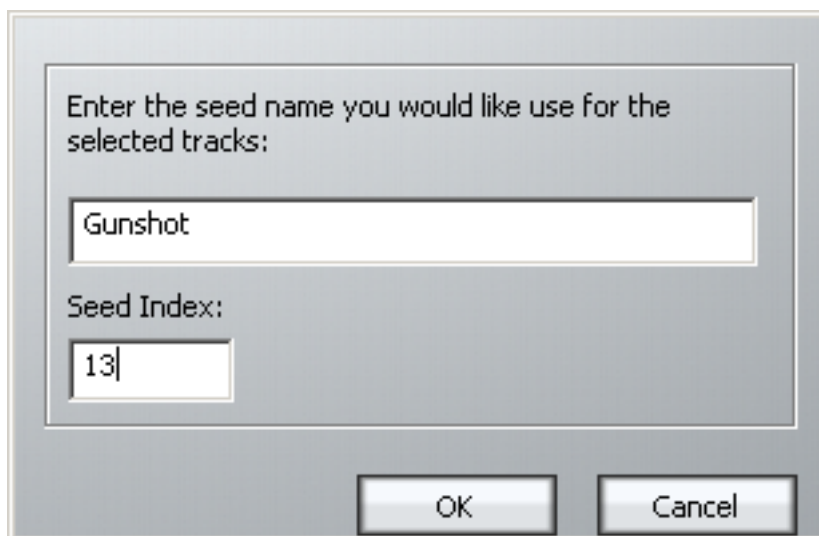 Enter the seed name you would like use for the
selected tracks:
Gunshot
Seed Index:
13
OK Cancel